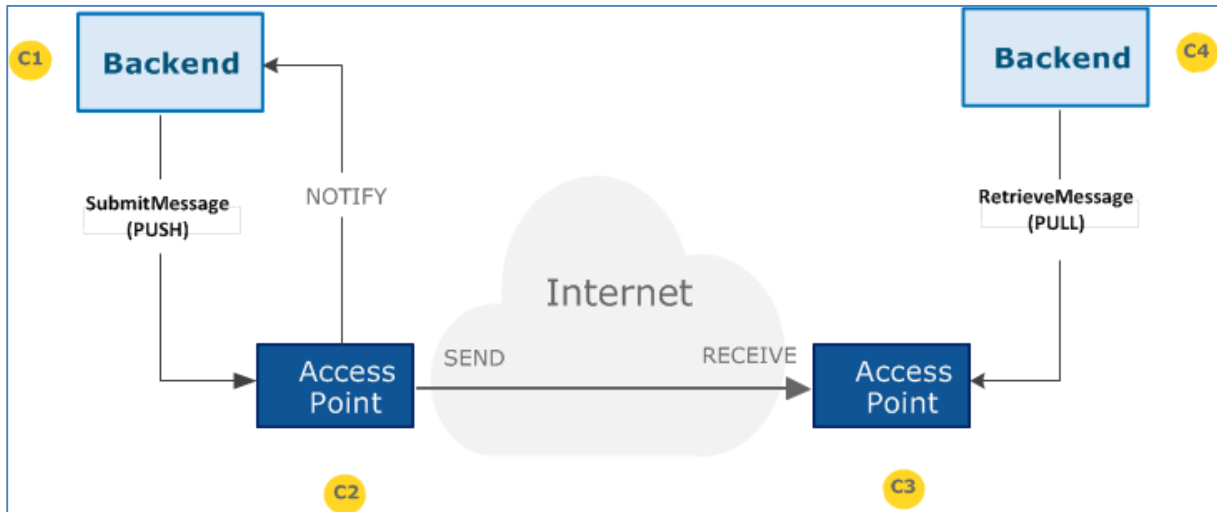 C1
Backend
Backend
C4
SubmitMessage
(PUSH)
NOTIFY
RetrieveMessage
(PULL)
Internet
SEND
RECEIVE
Access
Point
Access
Point
C2
C3